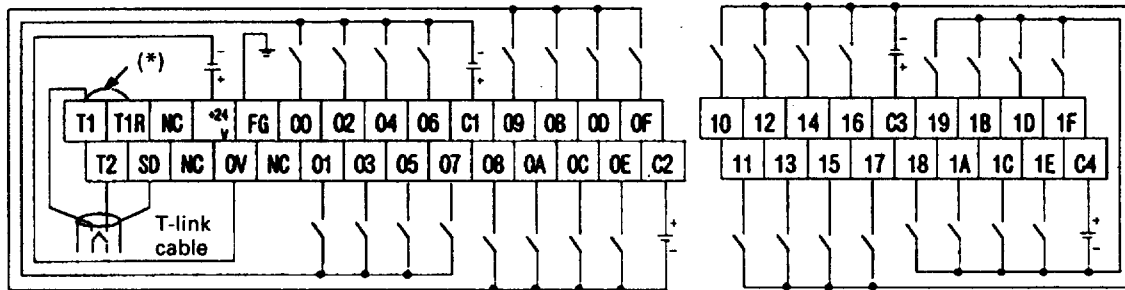 (*)
- +
- +
- +
T1 T1R NC +24 V FG 00 02 04 06 C1 09 0B 0D 0F
10 12 14 16 C3 19 1B 1D 1F
T2 SD NC 0V NC 01 03 05 07 08 0A 0C 0E C2
11 13 15 17 18 1A 1C 1E C4
T-link
cable
+ -
+ -